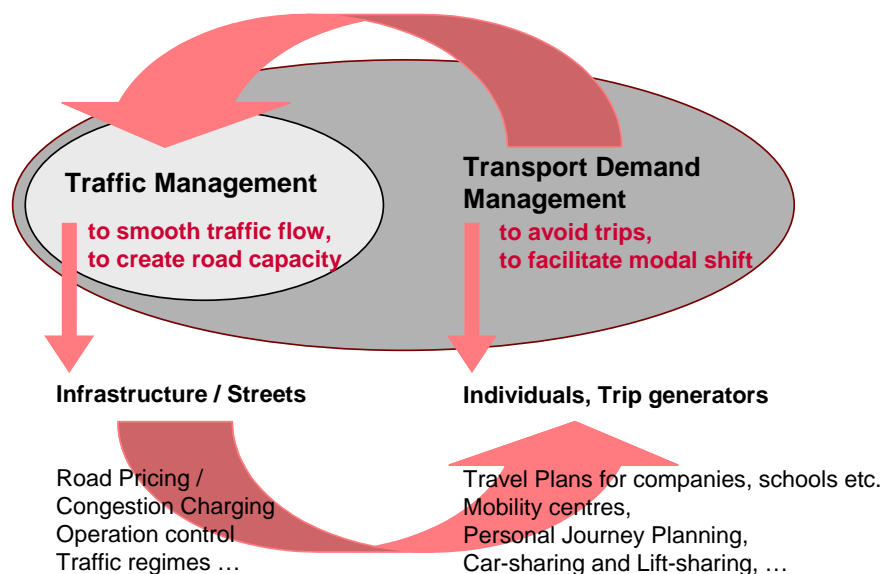 Traffic Management
to smooth traffic flow,
to create road capacity
Transport Demand
Management
to avoid trips,
to facilitate modal shift
Infrastructure / Streets
Individuals, Trip generators
Road Pricing /
Congestion Charging
Operation control
Traffic regimes …
Travel Plans for companies, schools etc.
Mobility centres,
Personal Journey Planning,
Car-sharing and Lift-sharing, …